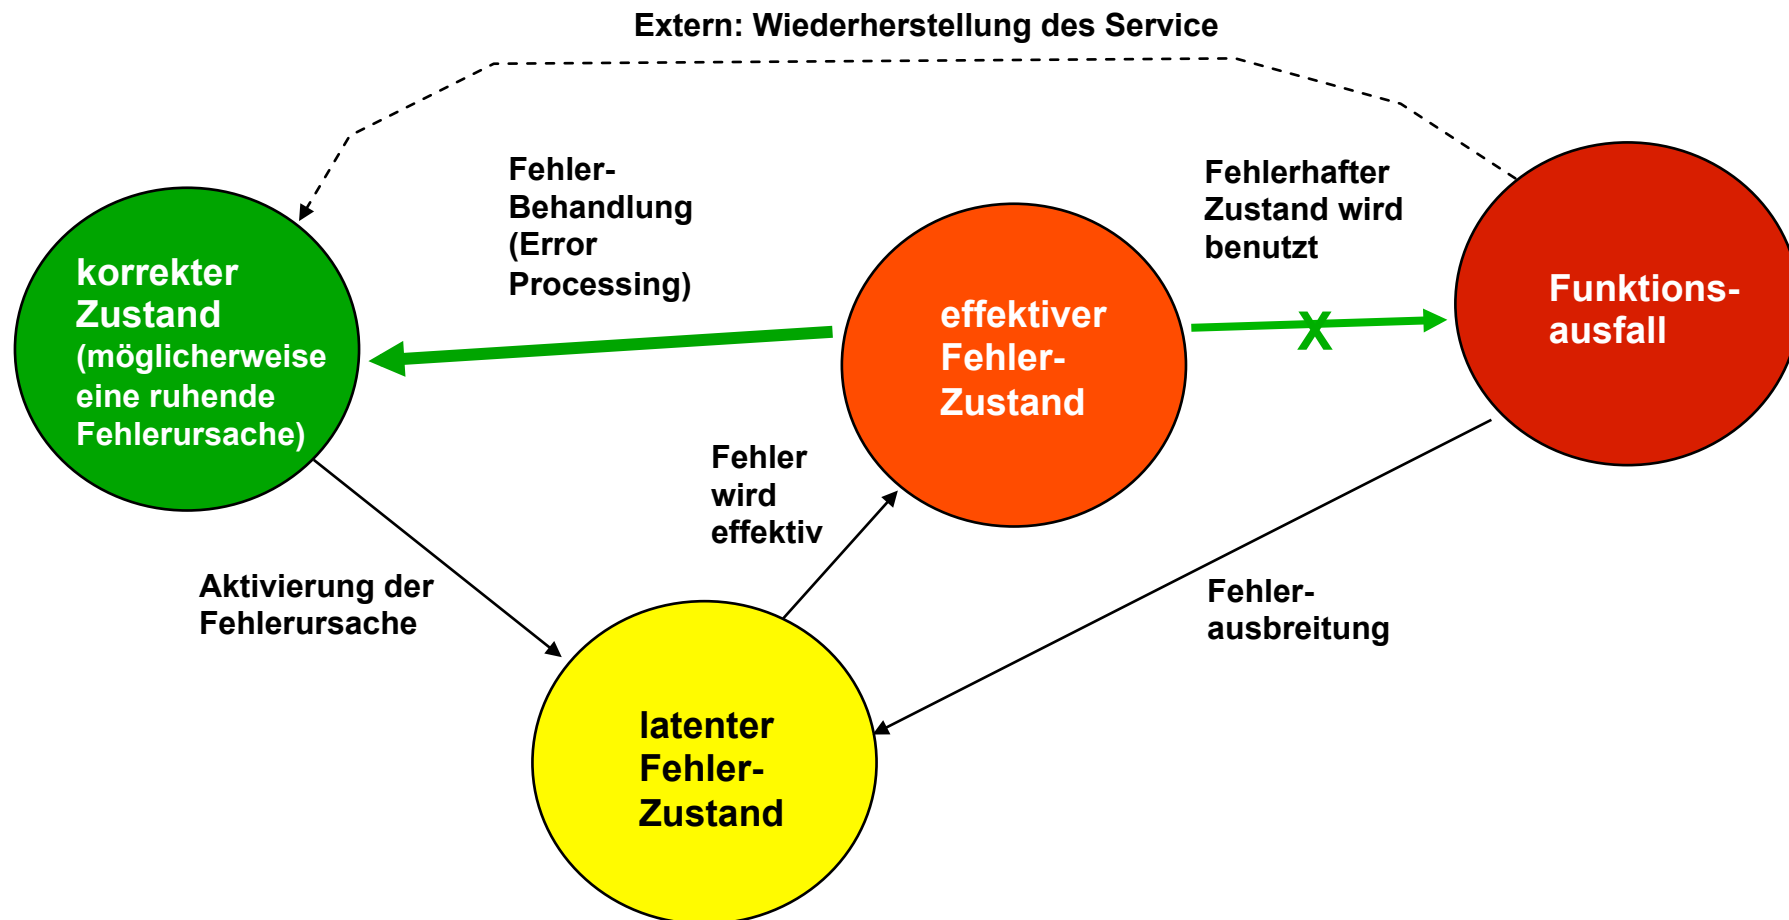 Extern: Wiederherstellung des Service
Fehler-
Behandlung
(Error
Processing)
Fehlerhafter
Zustand wird
benutzt
korrekter
Zustand
(möglicherweise
eine ruhende
Fehlerursache)
effektiver
Fehler-
Zustand
X
Funktions-
ausfall
Fehler
wird
effektiv
Aktivierung der
Fehlerursache
Fehler-
ausbreitung
latenter
Fehler-
Zustand